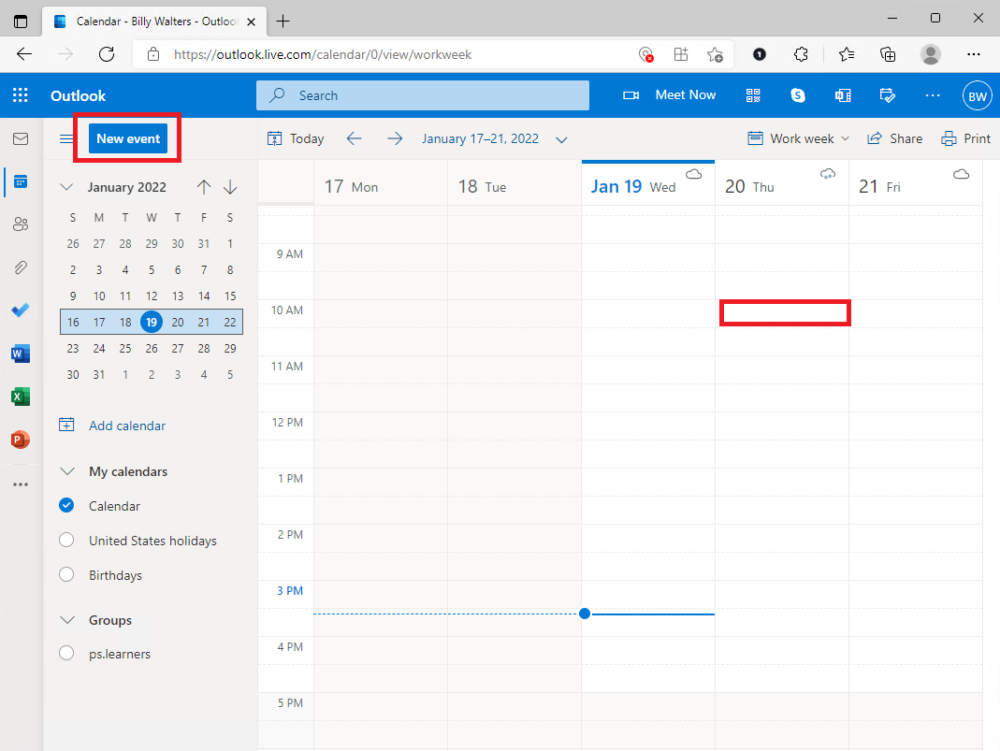 Calendar - Billy Walters - Outloo
https://outlook.live.com/calendar/0/view/workweek
1
Outlook
Search
Meet Now
BW
New event
Today
January 17–21, 2022
Work week
Share
Print
January 2022
S M T W T F S
26 27 28 29 30 31 1
2 3 4 5 6 7 8
9 10 11 12 13 14 15
16 17 18 19 20 21 22
23 24 25 26 27 28 29
30 31 1 2 3 4 5
Add calendar
My calendars
Calendar
United States holidays
Birthdays
Groups
ps.learners
17 Mon
18 Tue
Jan 19 Wed
20 Thu
21 Fri
9 AM
10 AM
11 AM
12 PM
1 PM
2 PM
3 PM
4 PM
5 PM